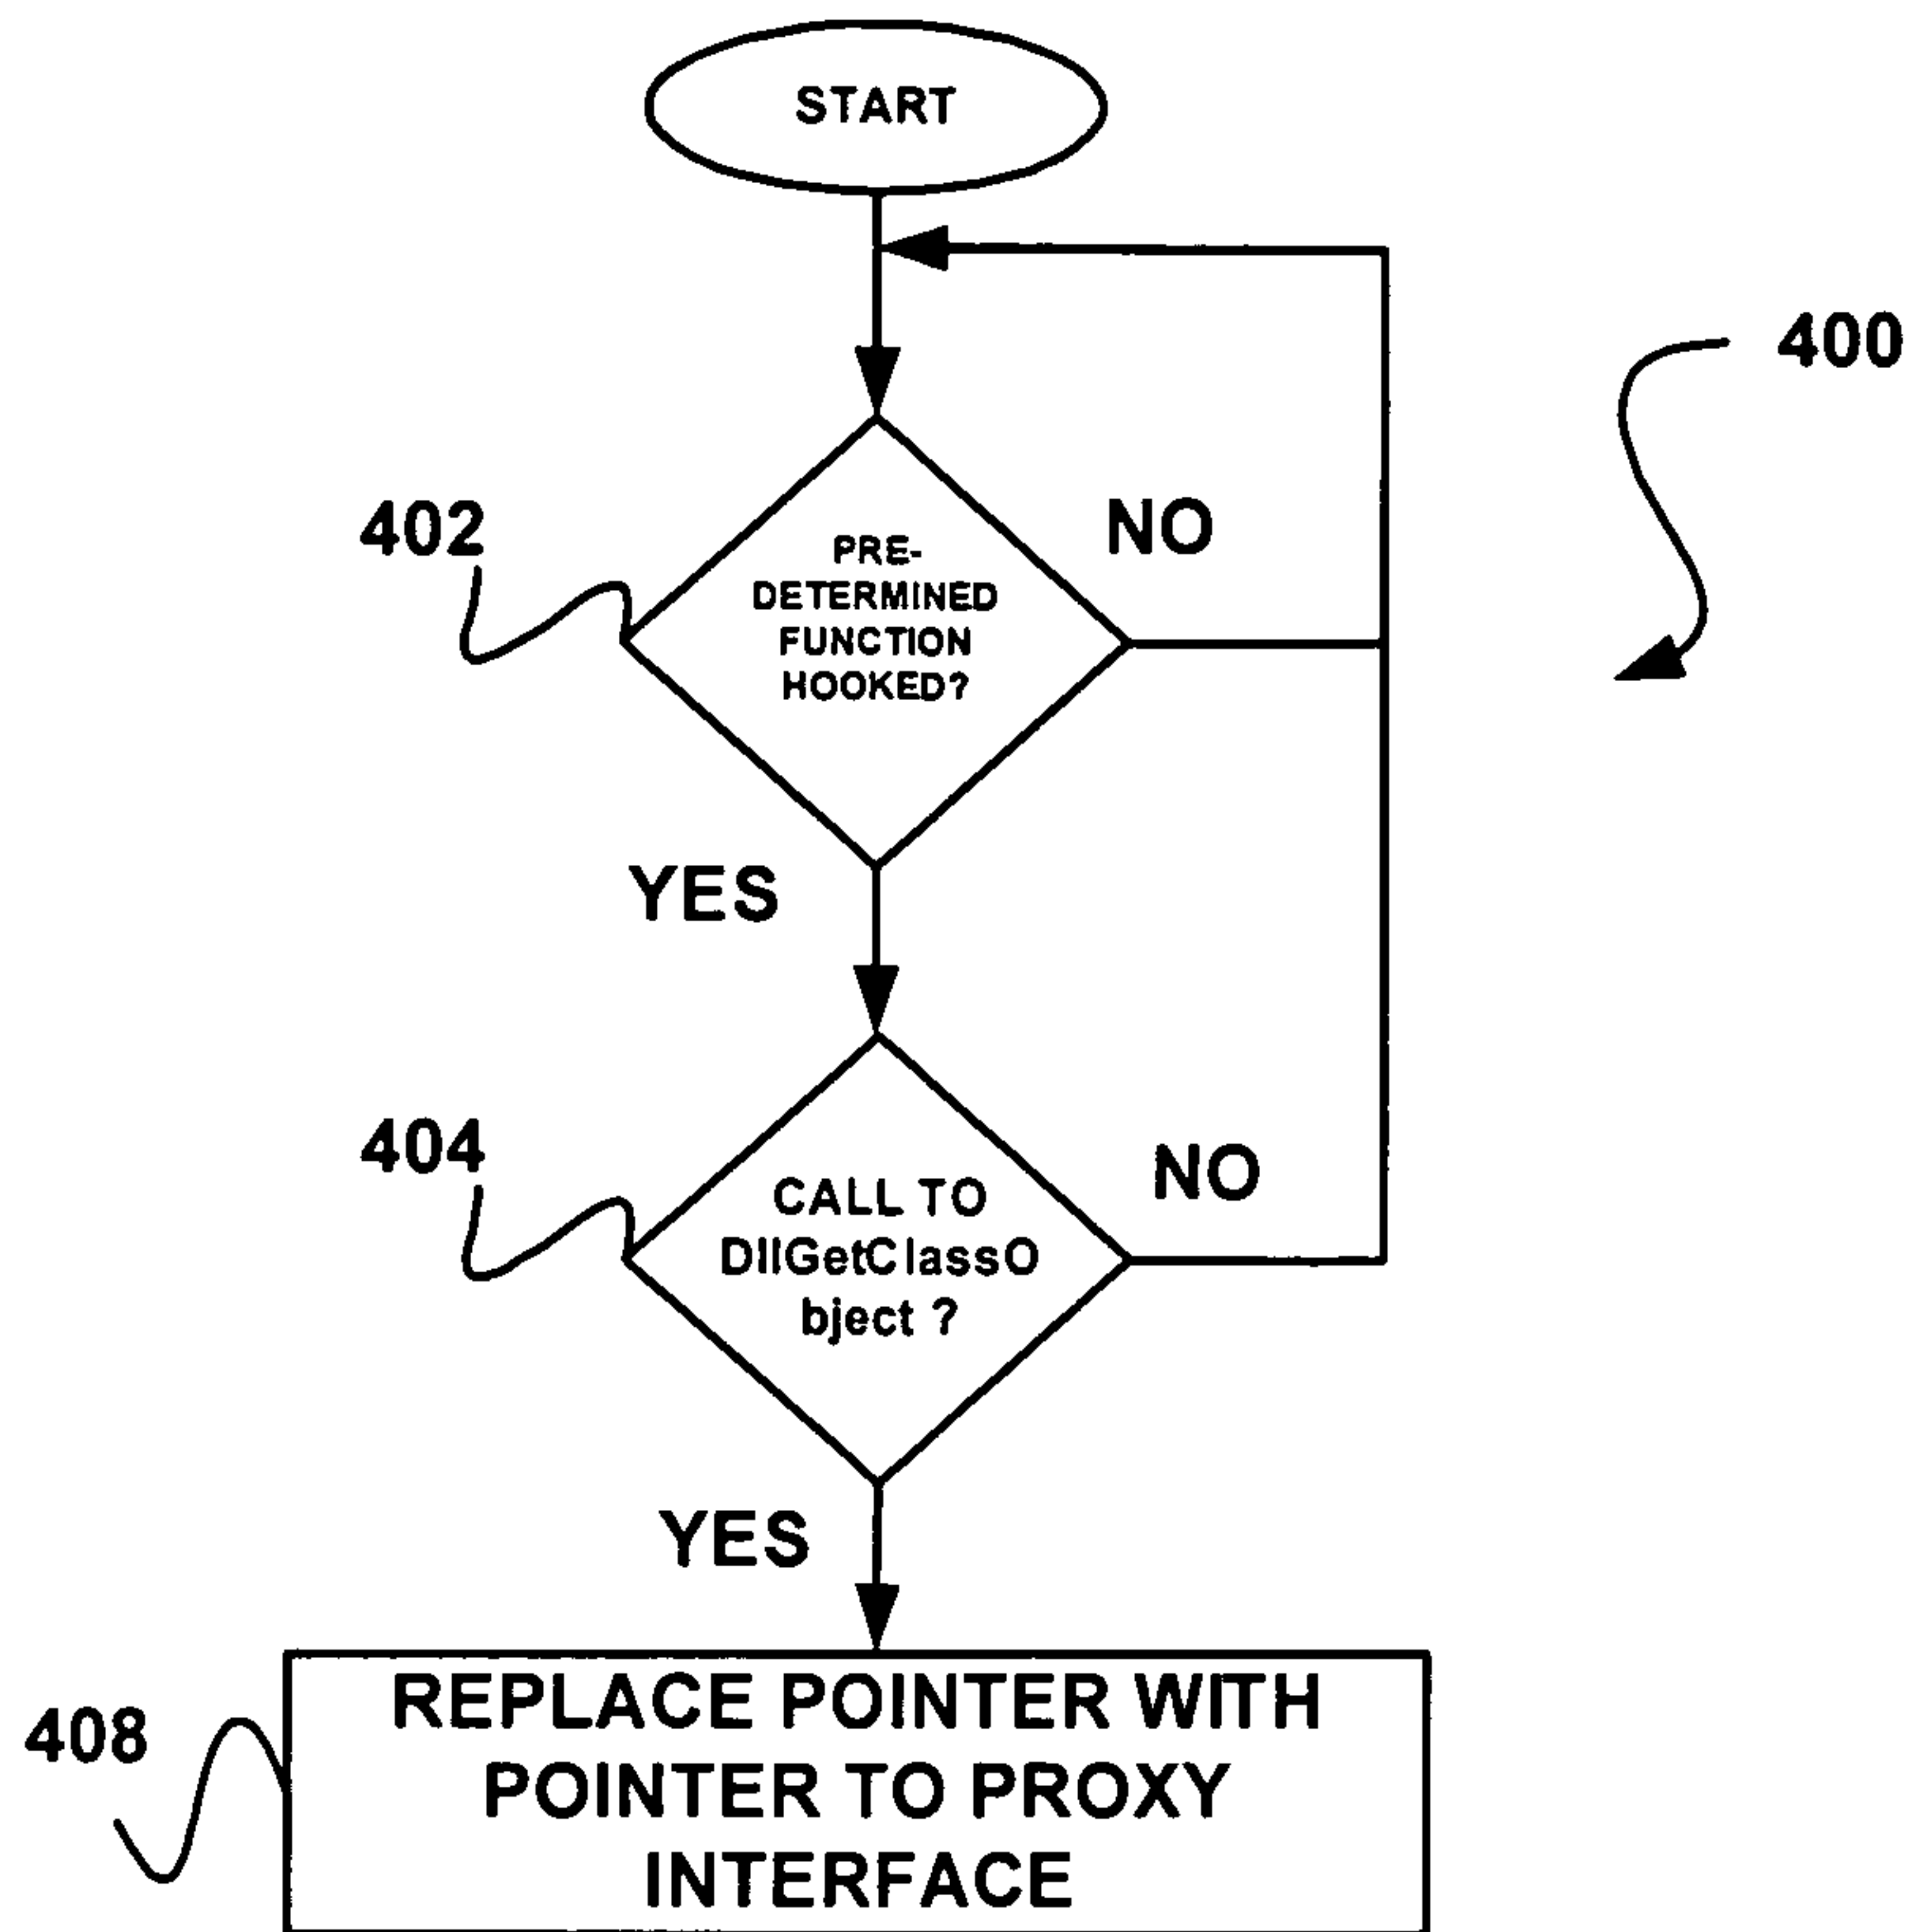 START
400
402
NO
PRE-
DETERMINED
FUNCTION
HOOKED?
YES
404
NO
CALL TO
DllGetClassO
bject ?
YES
408
REPLACE POINTER WITH
POINTER TO PROXY
INTERFACE